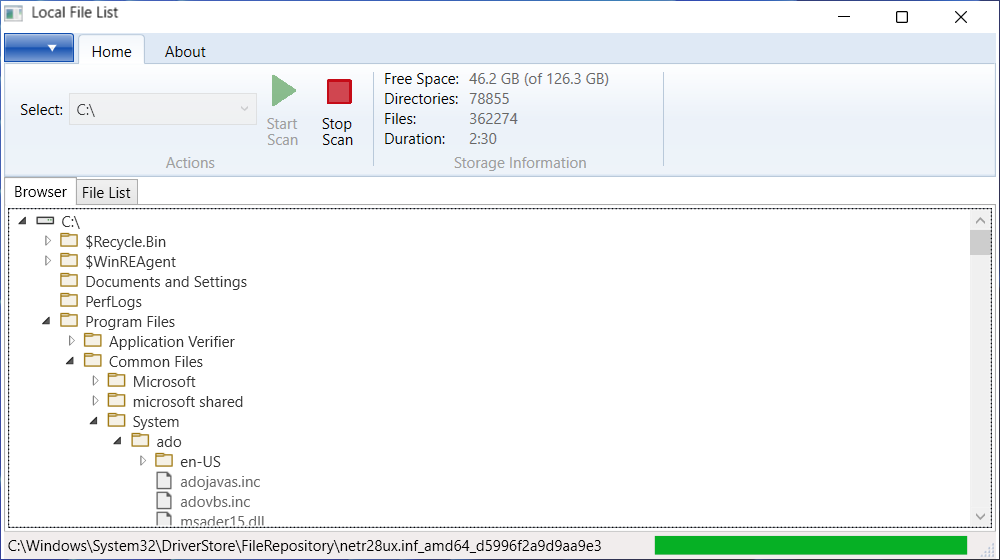 Local File List
Home About
Select: C:\
Start Scan
Stop Scan
Free Space: 46.2 GB (of 126.3 GB)
Directories: 78855
Files: 362274
Duration: 2:30
Actions
Storage Information
Browser File List
C:\
$Recycle.Bin
$WinREAgent
Documents and Settings
PerfLogs
Program Files
Application Verifier
Common Files
Microsoft
microsoft shared
System
ado
en-US
adojavas.inc
adovbs.inc
msader15.dll
C:\Windows\System32\DriverStore\FileRepository\netr28ux.inf_amd64_d5996f2a9d9aa9e3